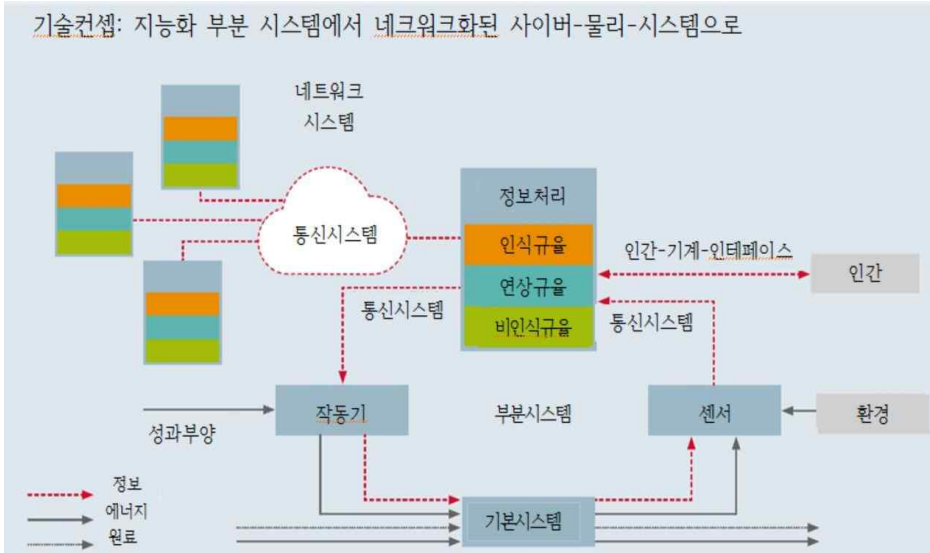 기술컨셉: 지능화 부분 시스템에서 네크워크화된 사이버-물리-시스템으로
네트워크
시스템
통신시스템
정보처리
인식규율
연상규율
비인식규율
인간-기계-인테페이스
인간
통신시스템
통신시스템
작동기
부분시스템
센서
환경
성과부양
정보
에너지
원료
기본시스템